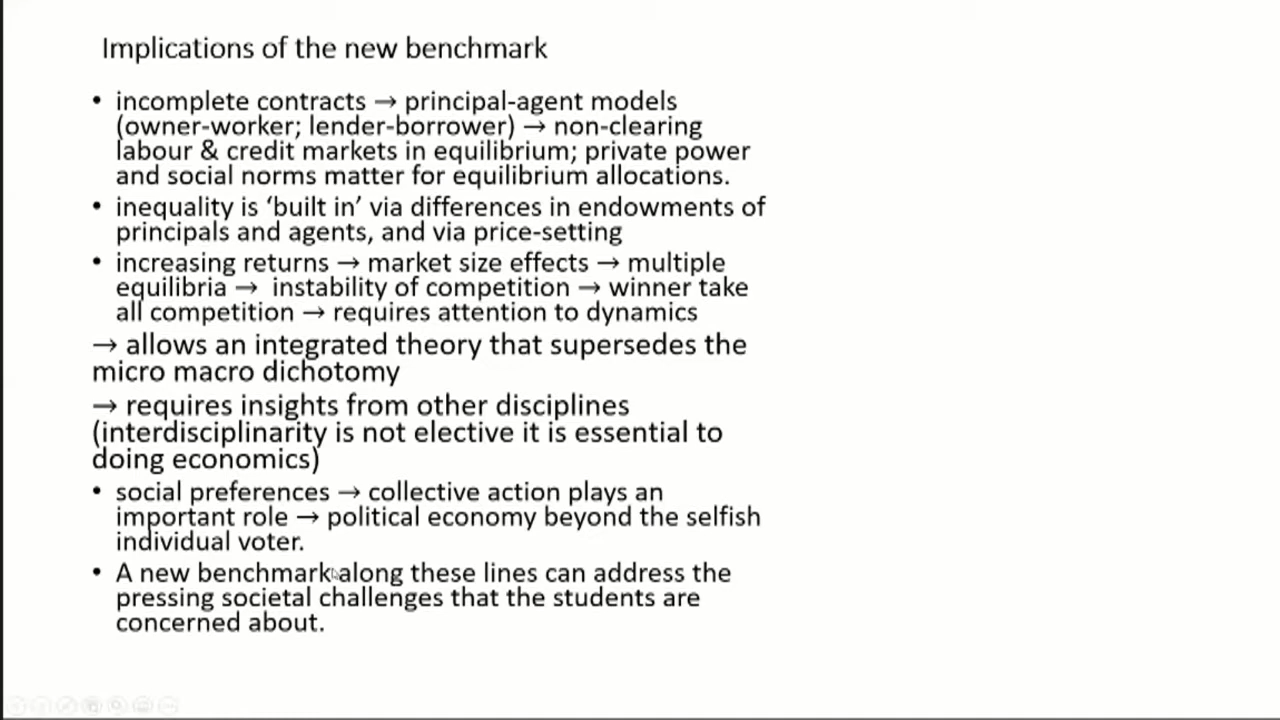 Implications of the new benchmark
• incomplete contracts → principal-agent models
(owner-worker; lender-borrower) → non-clearing
labour & credit markets in equilibrium; private power
and social norms matter for equilibrium allocations.
• inequality is ‘built in’ via differences in endowments of
principals and agents, and via price-setting
• increasing returns → market size effects → multiple
equilibria → instability of competition → winner take
all competition → requires attention to dynamics
→ allows an integrated theory that supersedes the
micro macro dichotomy
→ requires insights from other disciplines
(interdisciplinarity is not elective it is essential to
doing economics)
• social preferences → collective action plays an
important role → political economy beyond the selfish
individual voter.
• A new benchmark along these lines can address the
pressing societal challenges that the students are
concerned about.